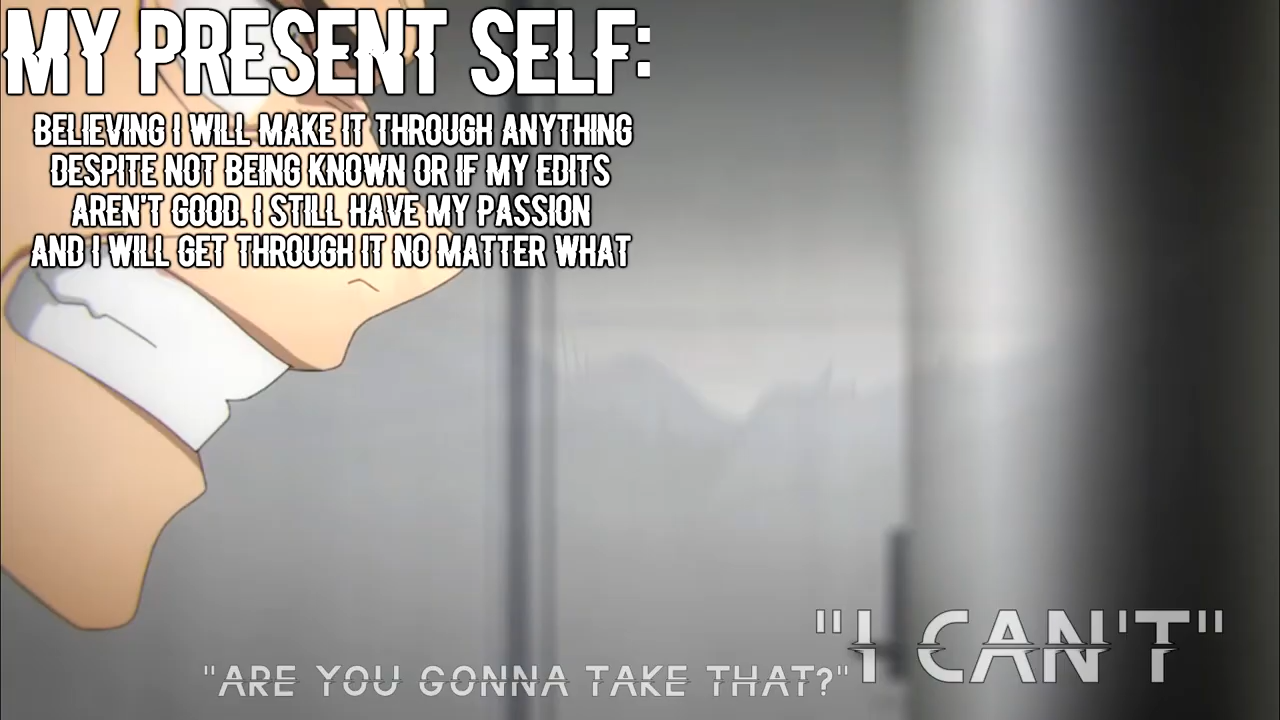 MY PRESENT SELF:
BELIEVING I WILL MAKE IT THROUGH ANYTHING
DESPITE NOT BEING KNOWN OR IF MY EDITS
AREN'T GOOD. I STILL HAVE MY PASSION
AND I WILL GET THROUGH IT NO MATTER WHAT
"I CAN'T"
"ARE YOU GONNA TAKE THAT?"